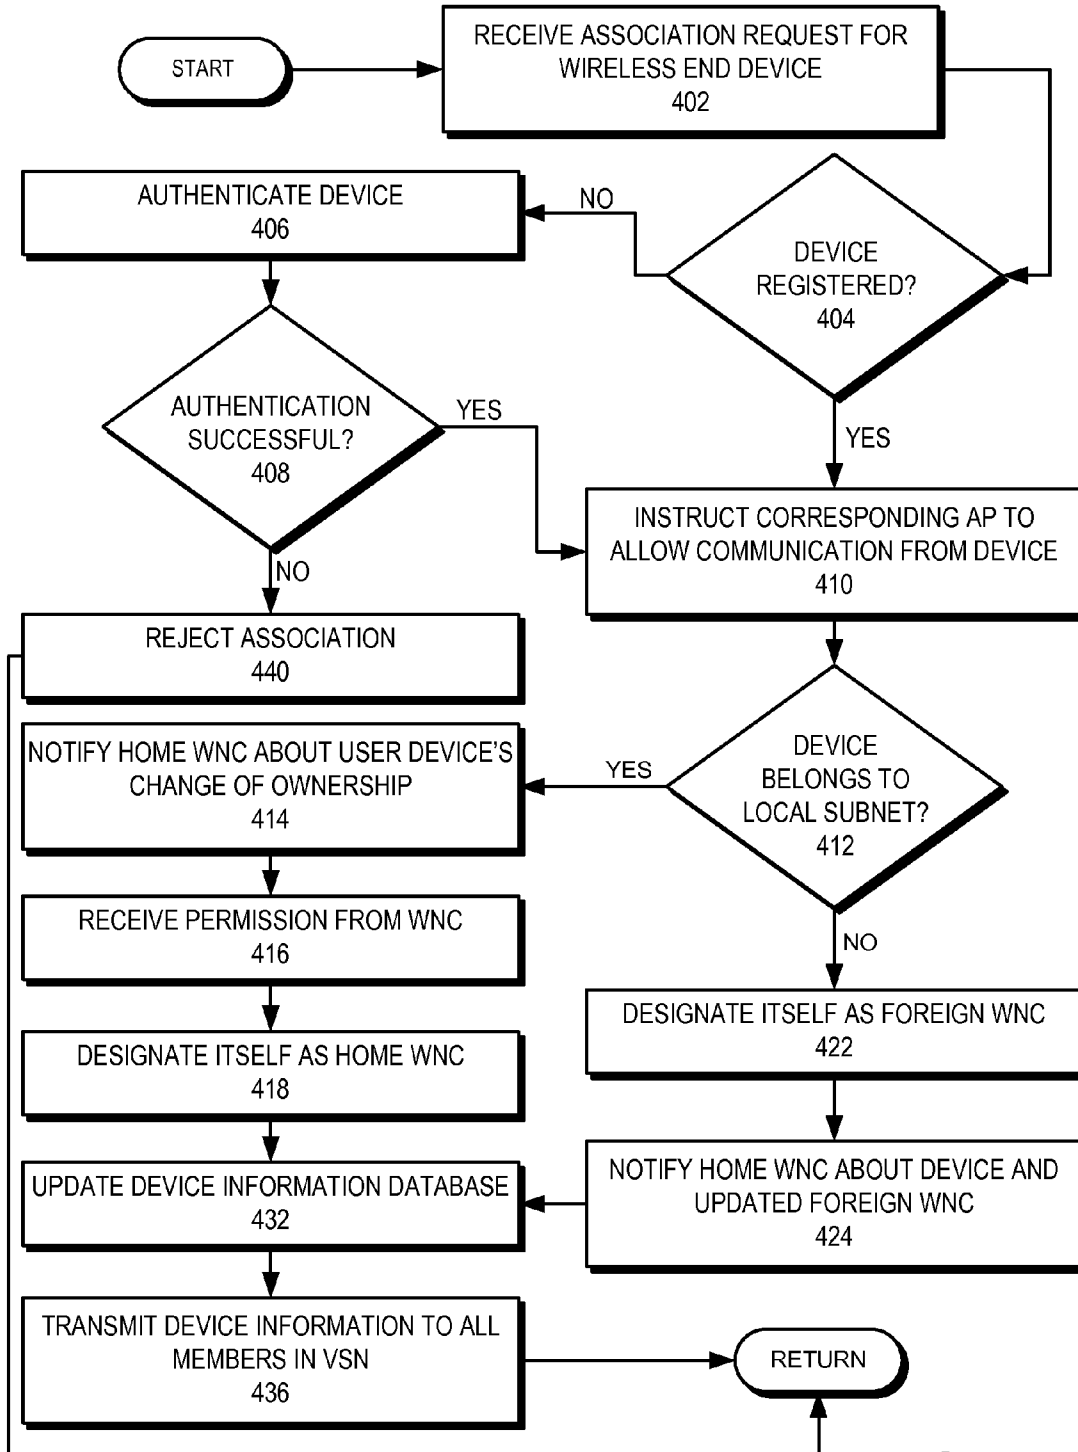 START
RECEIVE ASSOCIATION REQUEST FOR
WIRELESS END DEVICE
402
AUTHENTICATE DEVICE
406
NO
DEVICE
REGISTERED?
404
AUTHENTICATION
SUCCESSFUL?
408
YES
YES
INSTRUCT CORRESPONDING AP TO
ALLOW COMMUNICATION FROM DEVICE
410
NO
REJECT ASSOCIATION
440
NOTIFY HOME WNC ABOUT USER DEVICE'S
CHANGE OF OWNERSHIP
414
YES
DEVICE
BELONGS TO
LOCAL SUBNET?
412
RECEIVE PERMISSION FROM WNC
416
NO
DESIGNATE ITSELF AS FOREIGN WNC
422
DESIGNATE ITSELF AS HOME WNC
418
NOTIFY HOME WNC ABOUT DEVICE AND
UPDATED FOREIGN WNC
424
UPDATE DEVICE INFORMATION DATABASE
432
TRANSMIT DEVICE INFORMATION TO ALL
MEMBERS IN VSN
436
RETURN